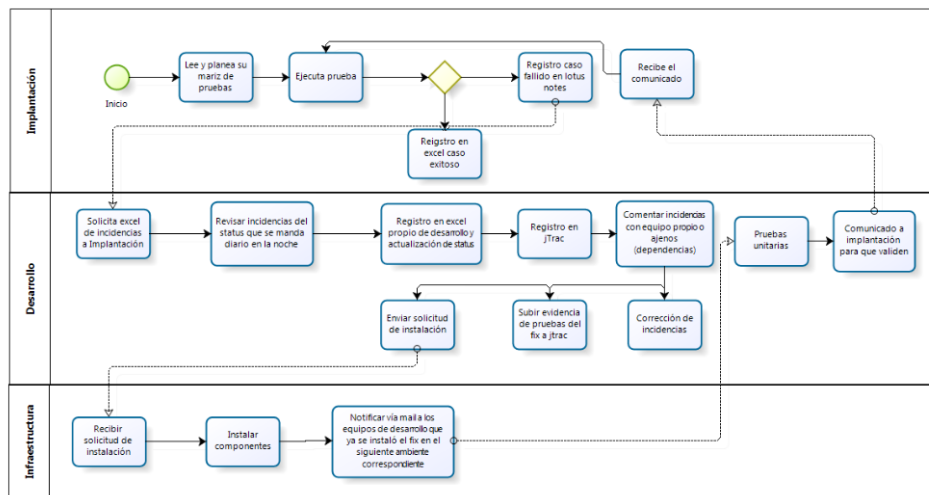 Implantación
Inicio
Lee y planea su
mariz de
pruebas
Ejecuta prueba
Registro caso
fallido en lotus
notes
Recibe el
comunicado
Reigstro en
excel caso
exitoso
Desarrollo
Solicita excel
de incidencias
a Implantación
Revisar incidencias del
status que se manda
diario en la noche
Registro en excel
propio de desarrollo y
actualización de status
Registro en
jTrac
Comentar incidencias
con equipo propio o
ajenos
(dependencias)
Pruebas
unitarias
Comunicado a
implantación
para que validen
Enviar solicitud
de instalación
Subir evidencia
de pruebas del
fix a jtrac
Corrección de
incidencias
Infraestructura
Recibir
solicitud de
instalación
Instalar
componentes
Notificar vía mail a los
equipos de desarrollo que
ya se instaló el fix en el
siguiente ambiente
correspondiente